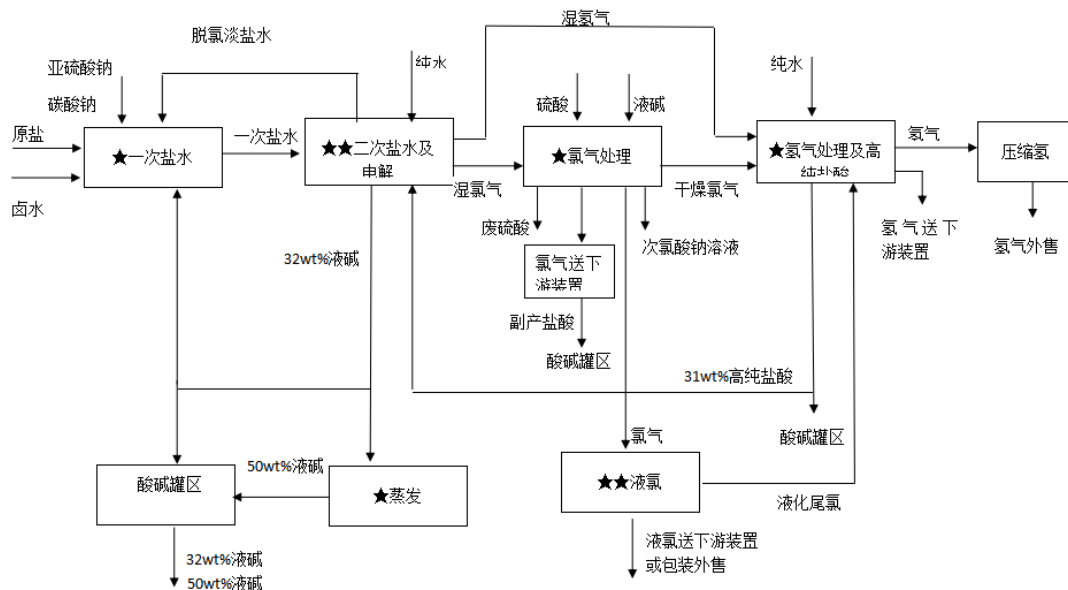 湿氢气
脱氯淡盐水
亚硫酸钠
纯水
纯水
碳酸钠
硫酸
液碱
原盐
一次盐水
氢气
★一次盐水
★★二次盐水及
电解
★氯气处理
★氢气处理及高
纯盐酸
压缩氢
湿氯气
干燥氯气
卤水
废硫酸
次氯酸钠溶液
氢气送下
游装置
氢气外售
32wt%液碱
氯气送下
游装置
副产盐酸
酸碱罐区
31wt%高纯盐酸
酸碱罐区
氯气
50wt%液碱
酸碱罐区
★蒸发
★★液氯
液化尾氯
液氯送下游装置
或包装外售
32wt%液碱
50wt%液碱